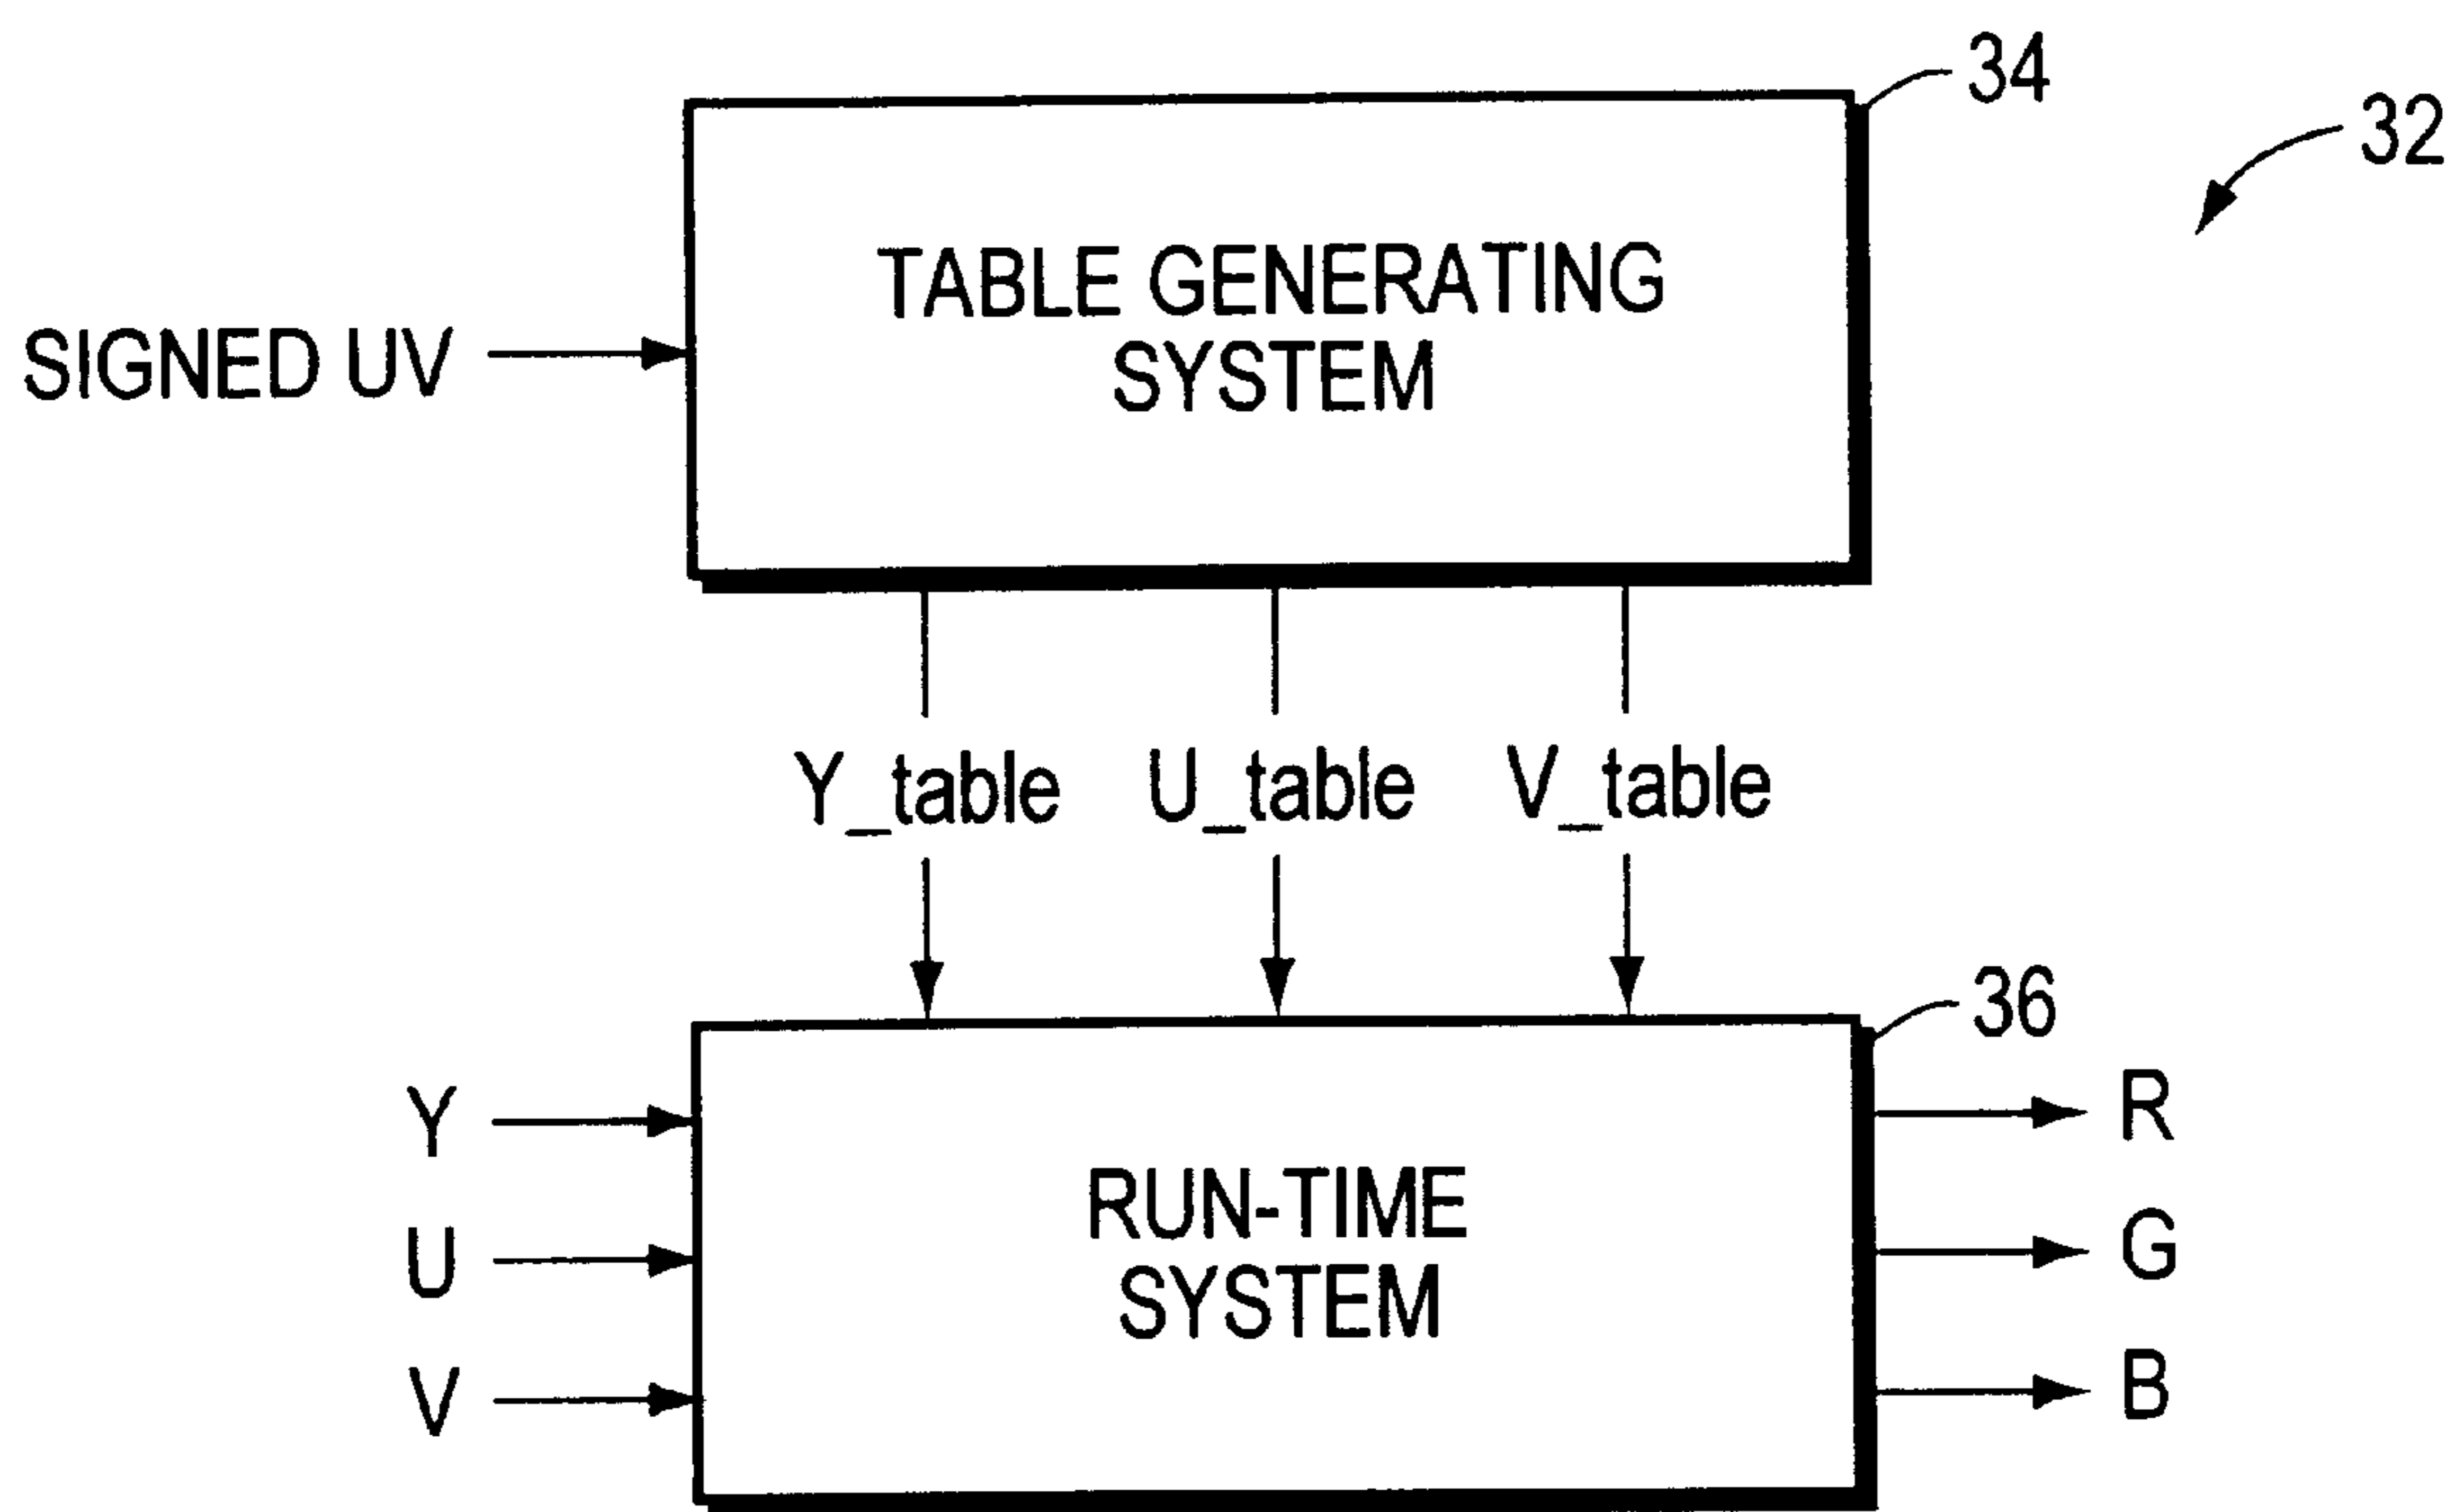 34
32
TABLE GENERATING
SYSTEM
SIGNED UV
Y_table
U_table
V_table
36
Y
R
RUN-TIME
U
G
SYSTEM
V
B